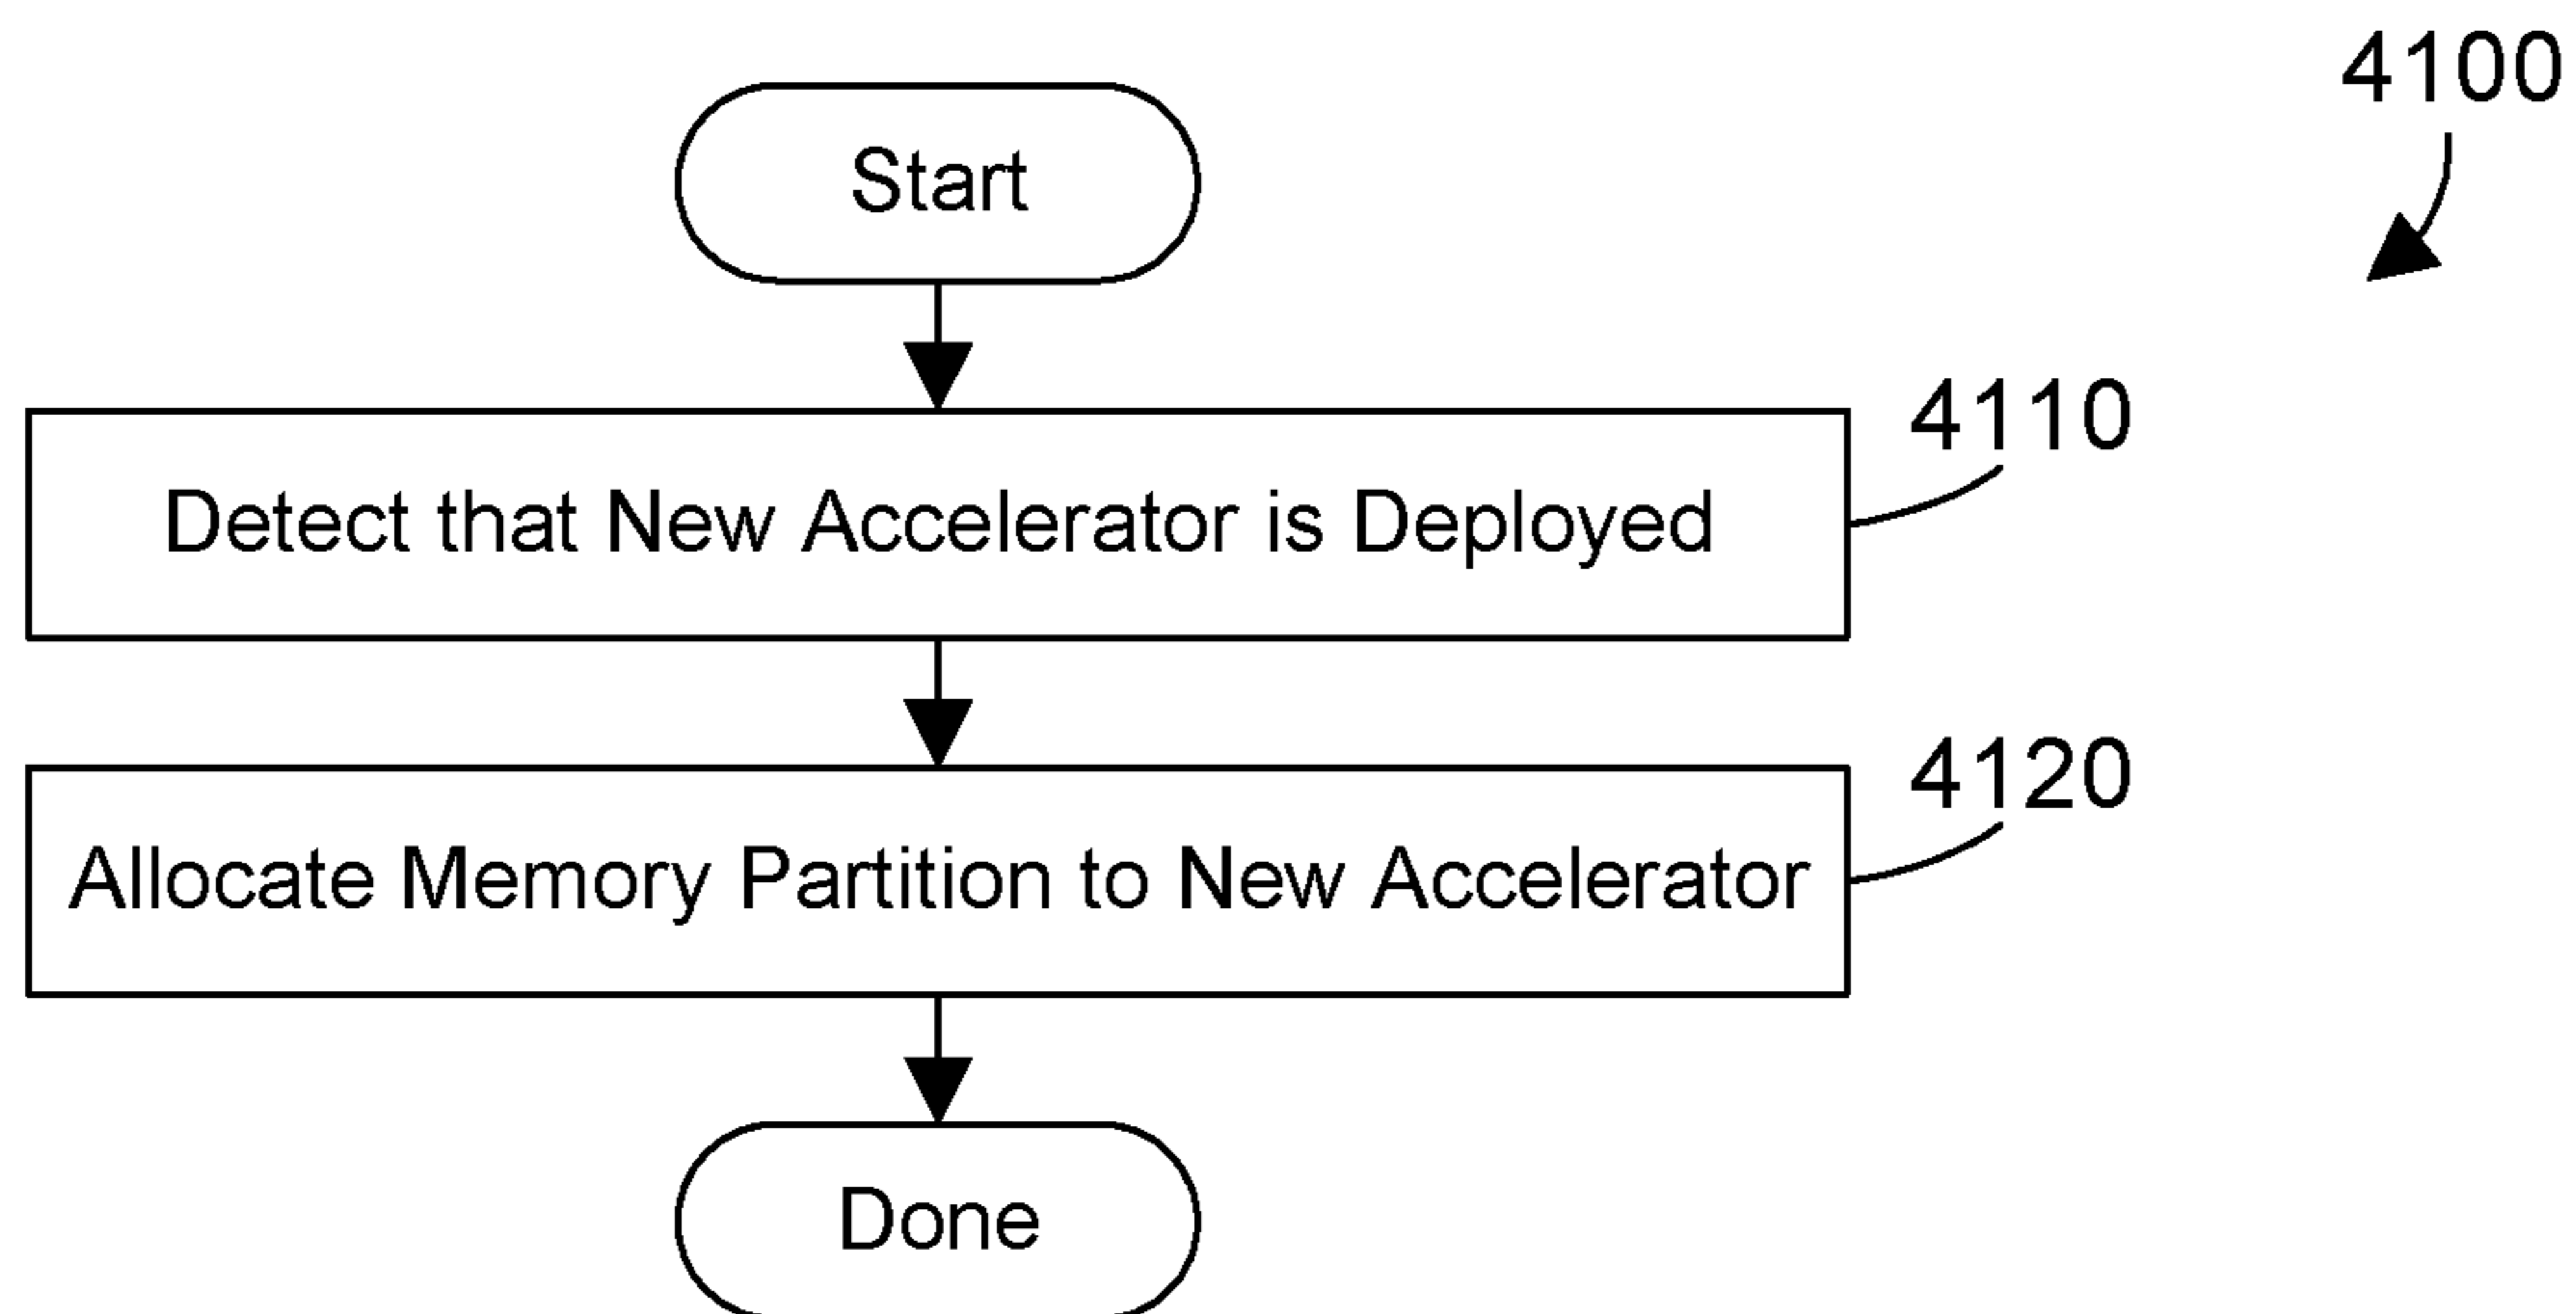 4100
Start
4110
Detect that New Accelerator is Deployed
4120
Allocate Memory Partition to New Accelerator
Done